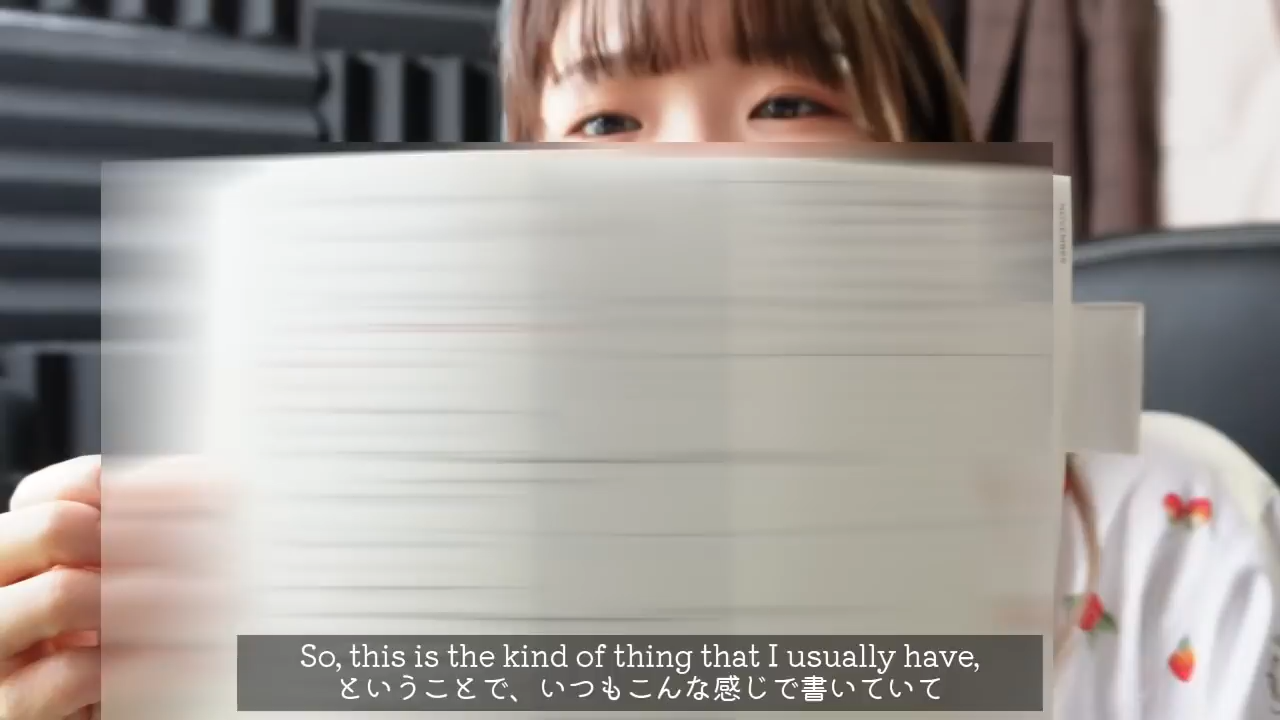 So, this is the kind of thing that I usually have,
ということで、いつもこんな感じで書いていて